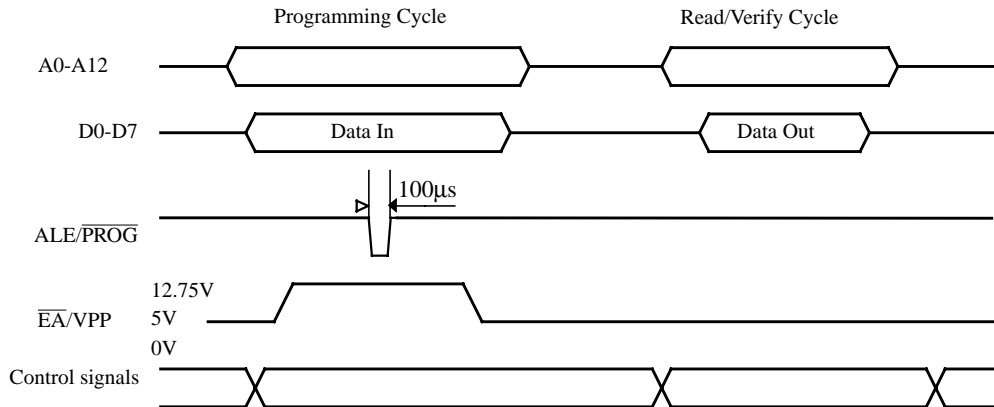 Programming Cycle
Read/Verify Cycle
A0-A12
D0-D7
Data In
Data Out
100μs
ALE/PROG
12.75V
EA/VPP
5V
0V
Control signals